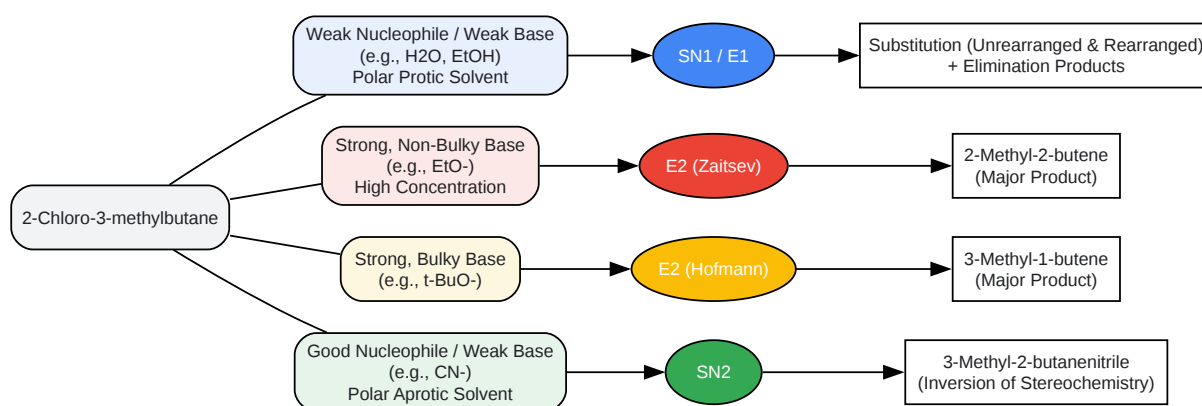 2-Chloro-3-methylbutane
Weak Nucleophile / Weak Base
(e.g., H2O, EtOH)
Polar Protic Solvent
SN1 / E1
Substitution (Unrearranged & Rearranged)
+ Elimination Products
Strong, Non-Bulky Base
(e.g., EtO-)
High Concentration
E2 (Zaitsev)
2-Methyl-2-butene
(Major Product)
Strong, Bulky Base
(e.g., t-BuO-)
E2 (Hofmann)
3-Methyl-1-butene
(Major Product)
Good Nucleophile / Weak Base
(e.g., CN-)
Polar Aprotic Solvent
SN2
3-Methyl-2-butanenitrile
(Inversion of Stereochemistry)